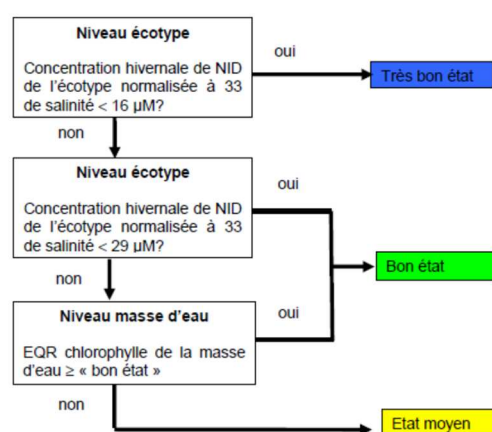 Niveau écotype
oui
Concentration hivernale de NID
de l'écotype normalisée à 33
de salinité < 16 µM?
Très bon état
non
Niveau écotype
oui
Concentration hivernale de NID
de l'écotype normalisée à 33
de salinité < 29 µM?
Bon état
non
Niveau masse d'eau
oui
EQR chlorophylle de la masse
d'eau ≥ « bon état »
non
Etat moyen